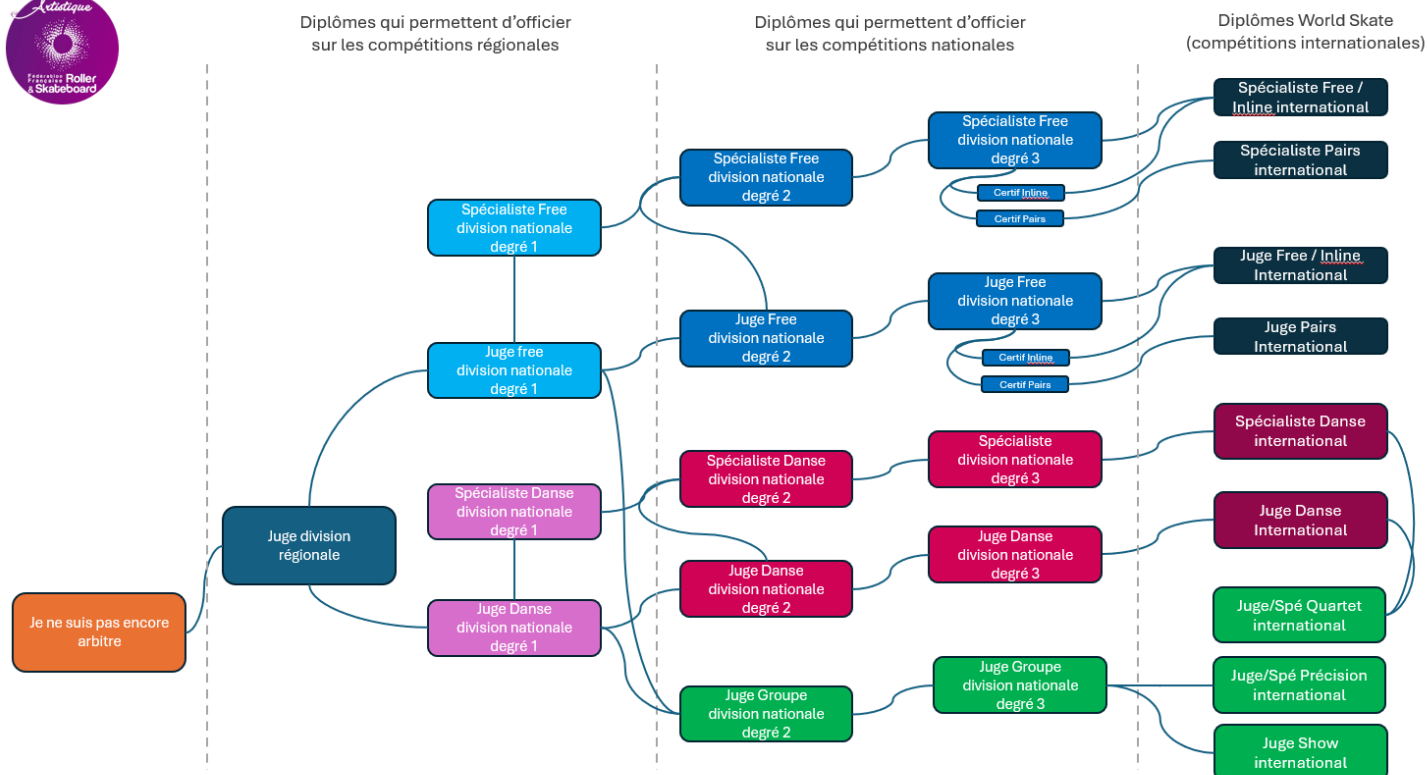 Artistique
Fédération
Française Roller
& Skateboard
Diplômes qui permettent d’officier
sur les compétitions régionales
Diplômes qui permettent d’officier
sur les compétitions nationales
Diplômes World Skate
(compétitions internationales)
Je ne suis pas encore
arbitre
Juge division
régionale
Spécialiste Free
division nationale
degré 1
Juge free
division nationale
degré 1
Spécialiste Danse
division nationale
degré 1
Juge Danse
division nationale
degré 1
Spécialiste Free
division nationale
degré 2
Juge Free
division nationale
degré 2
Spécialiste Danse
division nationale
degré 2
Juge Danse
division nationale
degré 2
Juge Groupe
division nationale
degré 2
Spécialiste Free
division nationale
degré 3
Certif Inline
Certif Pairs
Juge Free
division nationale
degré 3
Certif Inline
Certif Pairs
Spécialiste
division nationale
degré 3
Juge Danse
division nationale
degré 3
Juge Groupe
division nationale
degré 3
Spécialiste Free /
Inline international
Spécialiste Pairs
international
Juge Free / Inline
International
Juge Pairs
International
Spécialiste Danse
international
Juge Danse
International
Juge/Spé Quartet
international
Juge/Spé Précision
international
Juge Show
international